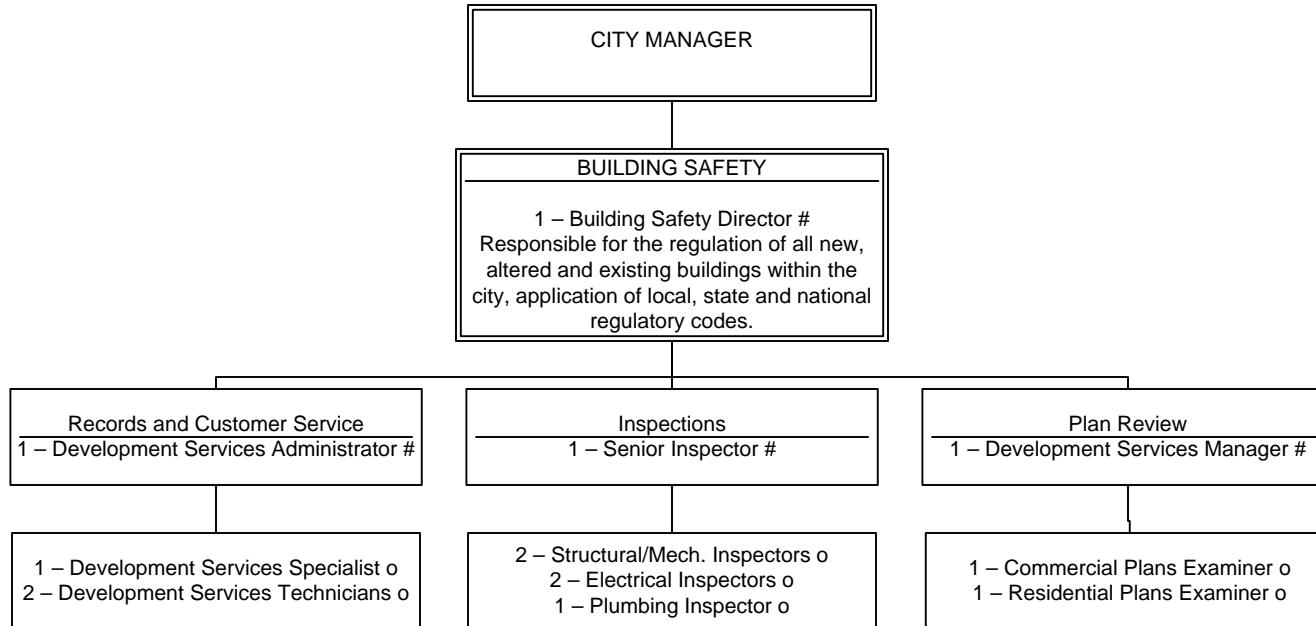 CITY MANAGER
BUILDING SAFETY
1 – Building Safety Director #
Responsible for the regulation of all new,
altered and existing buildings within the
city, application of local, state and national
regulatory codes.
Records and Customer Service
1 – Development Services Administrator #
Inspections
1 – Senior Inspector #
Plan Review
1 – Development Services Manager #
1 – Development Services Specialist o
2 – Development Services Technicians o
2 – Structural/Mech. Inspectors o
2 – Electrical Inspectors o
1 – Plumbing Inspector o
1 – Commercial Plans Examiner o
1 – Residential Plans Examiner o